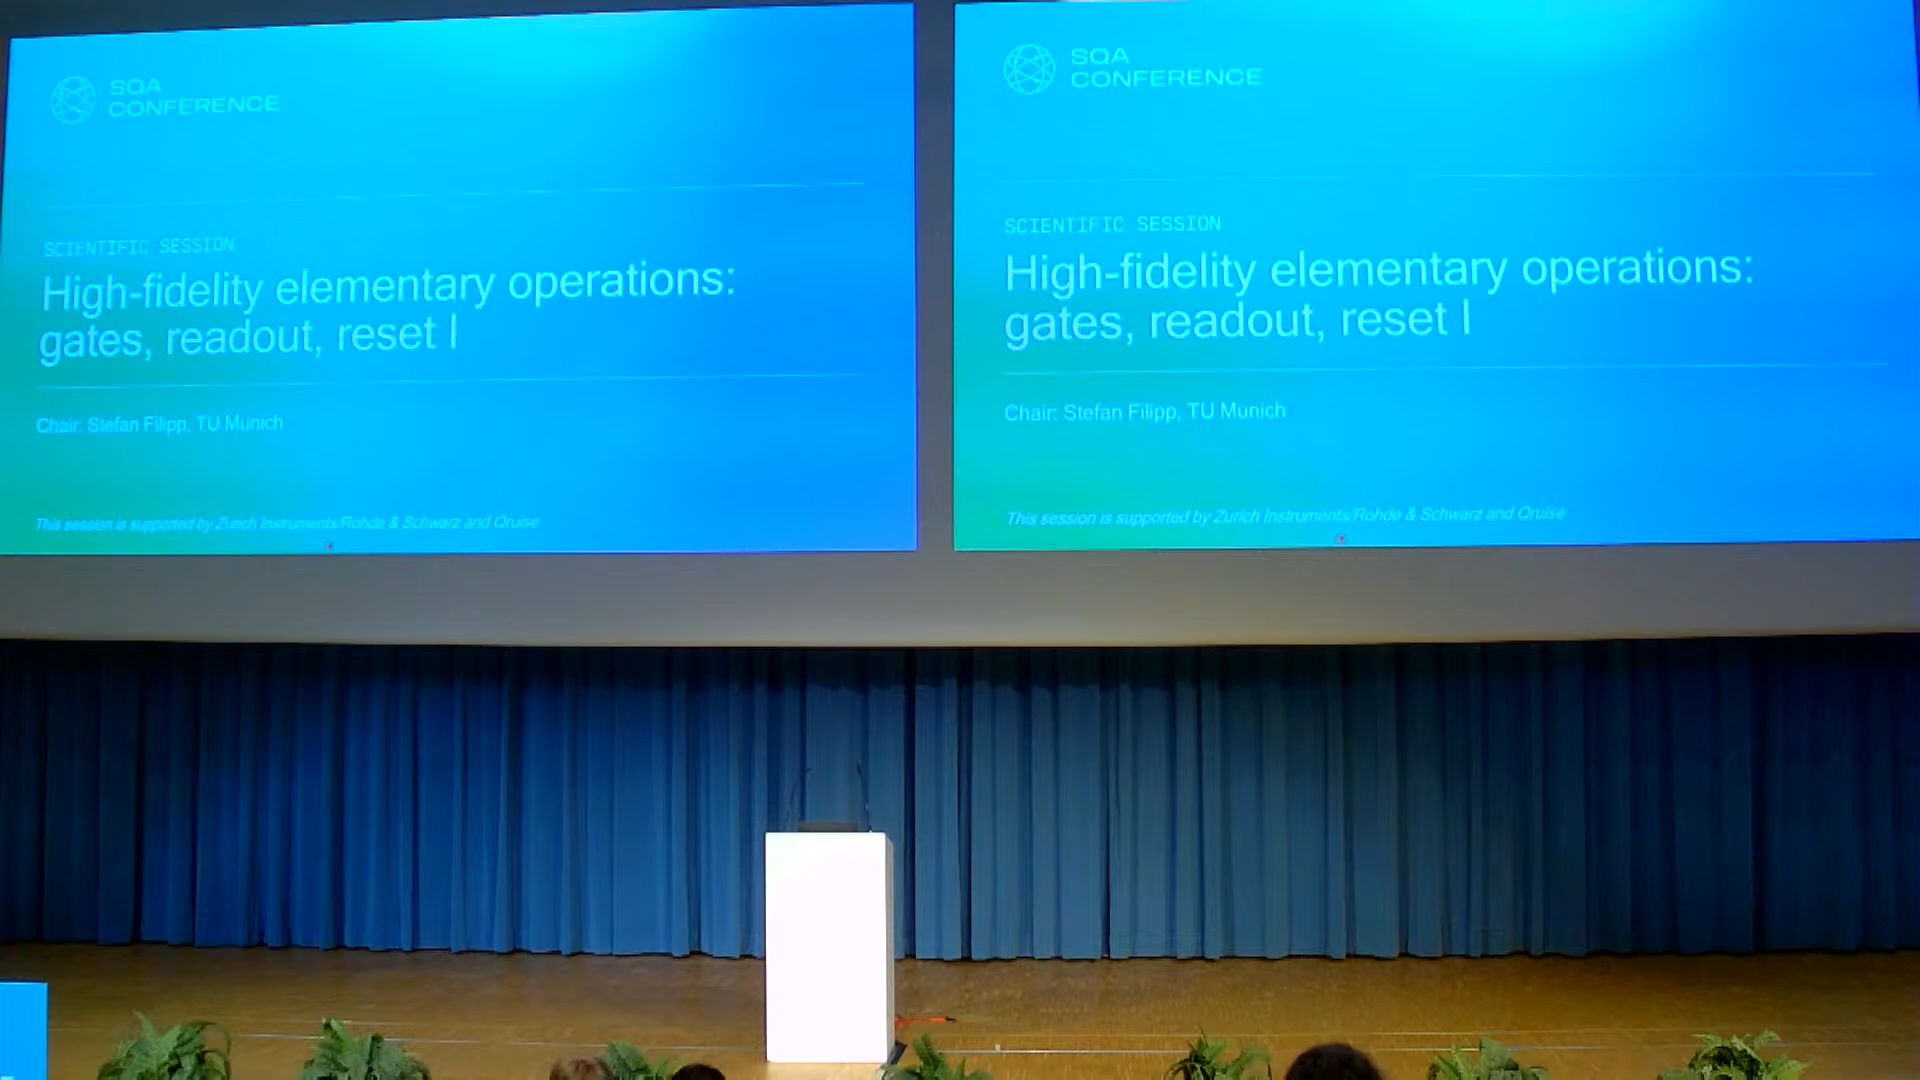 SQA
CONFERENCE
SCIENTIFIC SESSION
High-fidelity elementary operations:
gates, readout, reset I
Chair: Stefan Filipp, TU Munich
This session is supported by Zurich Instruments/Rohde & Schwarz and Qruise
SQA
CONFERENCE
SCIENTIFIC SESSION
High-fidelity elementary operations:
gates, readout, reset I
Chair: Stefan Filipp, TU Munich
This session is supported by Zurich Instruments/Rohde & Schwarz and Qruise